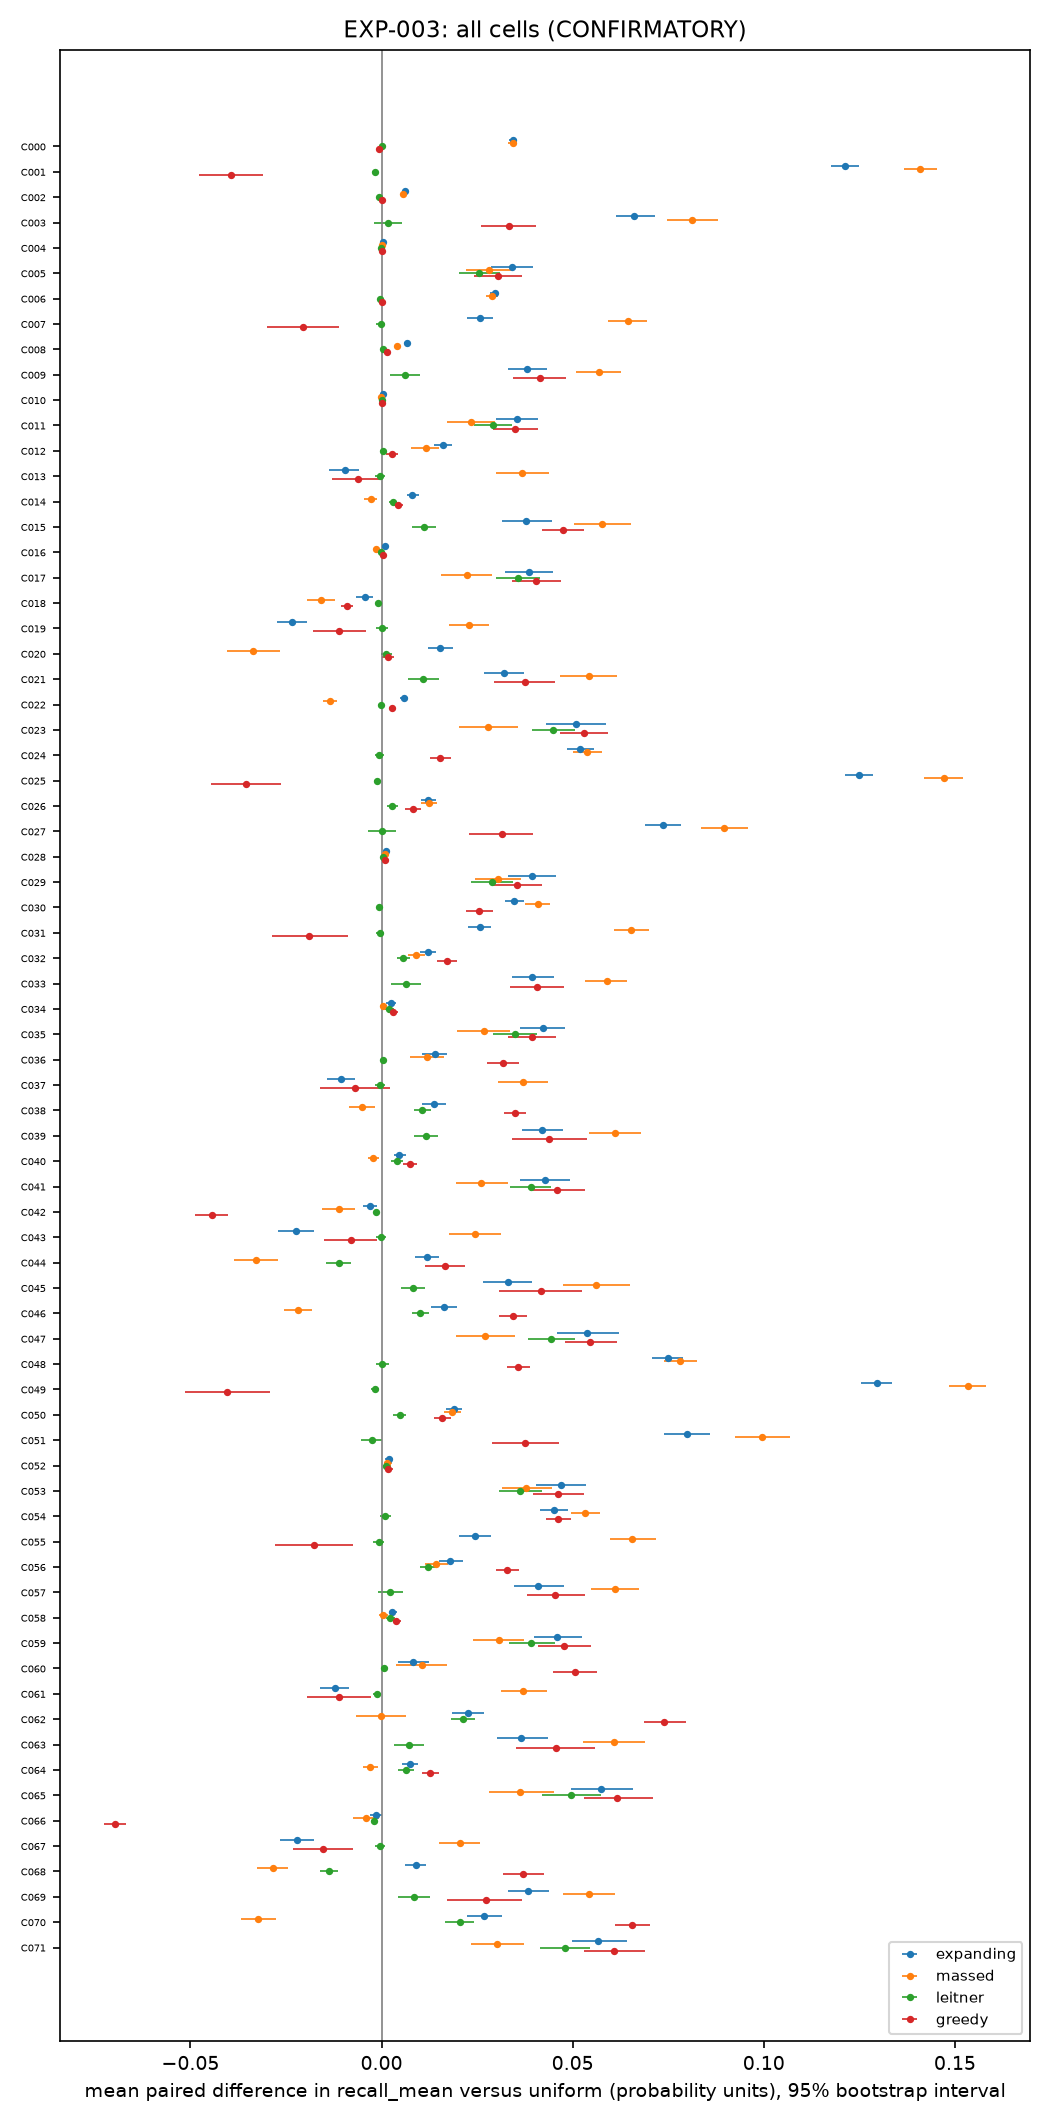 EXP-003: all cells (CONFIRMATORY)
C000
C001
C002
C003
C004
C005
C006
C007
C008
C009
C010
C011
C012
C013
C014
C015
C016
C017
C018
C019
C020
C021
C022
C023
C024
C025
C026
C027
C028
C029
C030
C031
C032
C033
C034
C035
C036
C037
C038
C039
C040
C041
C042
C043
C044
C045
C046
C047
C048
C049
C050
C051
C052
C053
C054
C055
C056
C057
C058
C059
C060
C061
C062
C063
C064
C065
C066
C067
C068
C069
C070
C071
expanding
massed
leitner
greedy
−0.05 0.00 0.05 0.10 0.15
mean paired difference in recall_mean versus uniform (probability units), 95% bootstrap interval